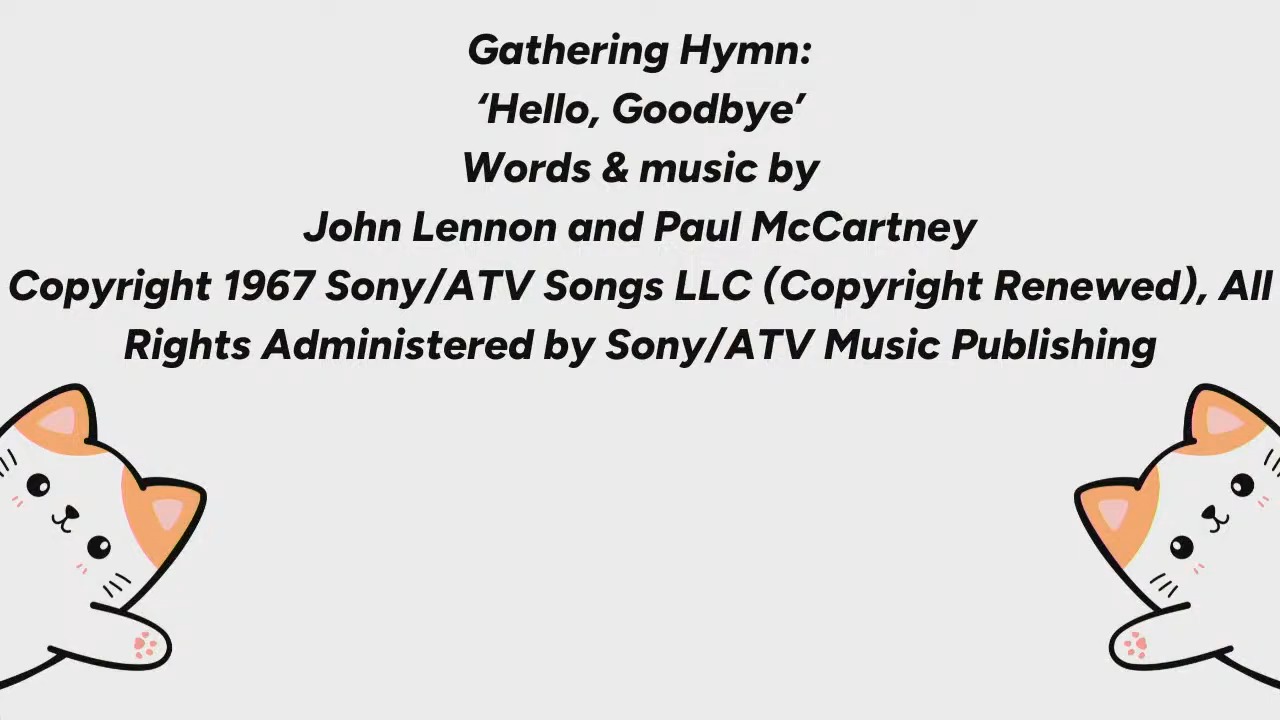 Gathering Hymn:
‘Hello, Goodbye’
Words & music by
John Lennon and Paul McCartney
Copyright 1967 Sony/ATV Songs LLC (Copyright Renewed), All
Rights Administered by Sony/ATV Music Publishing